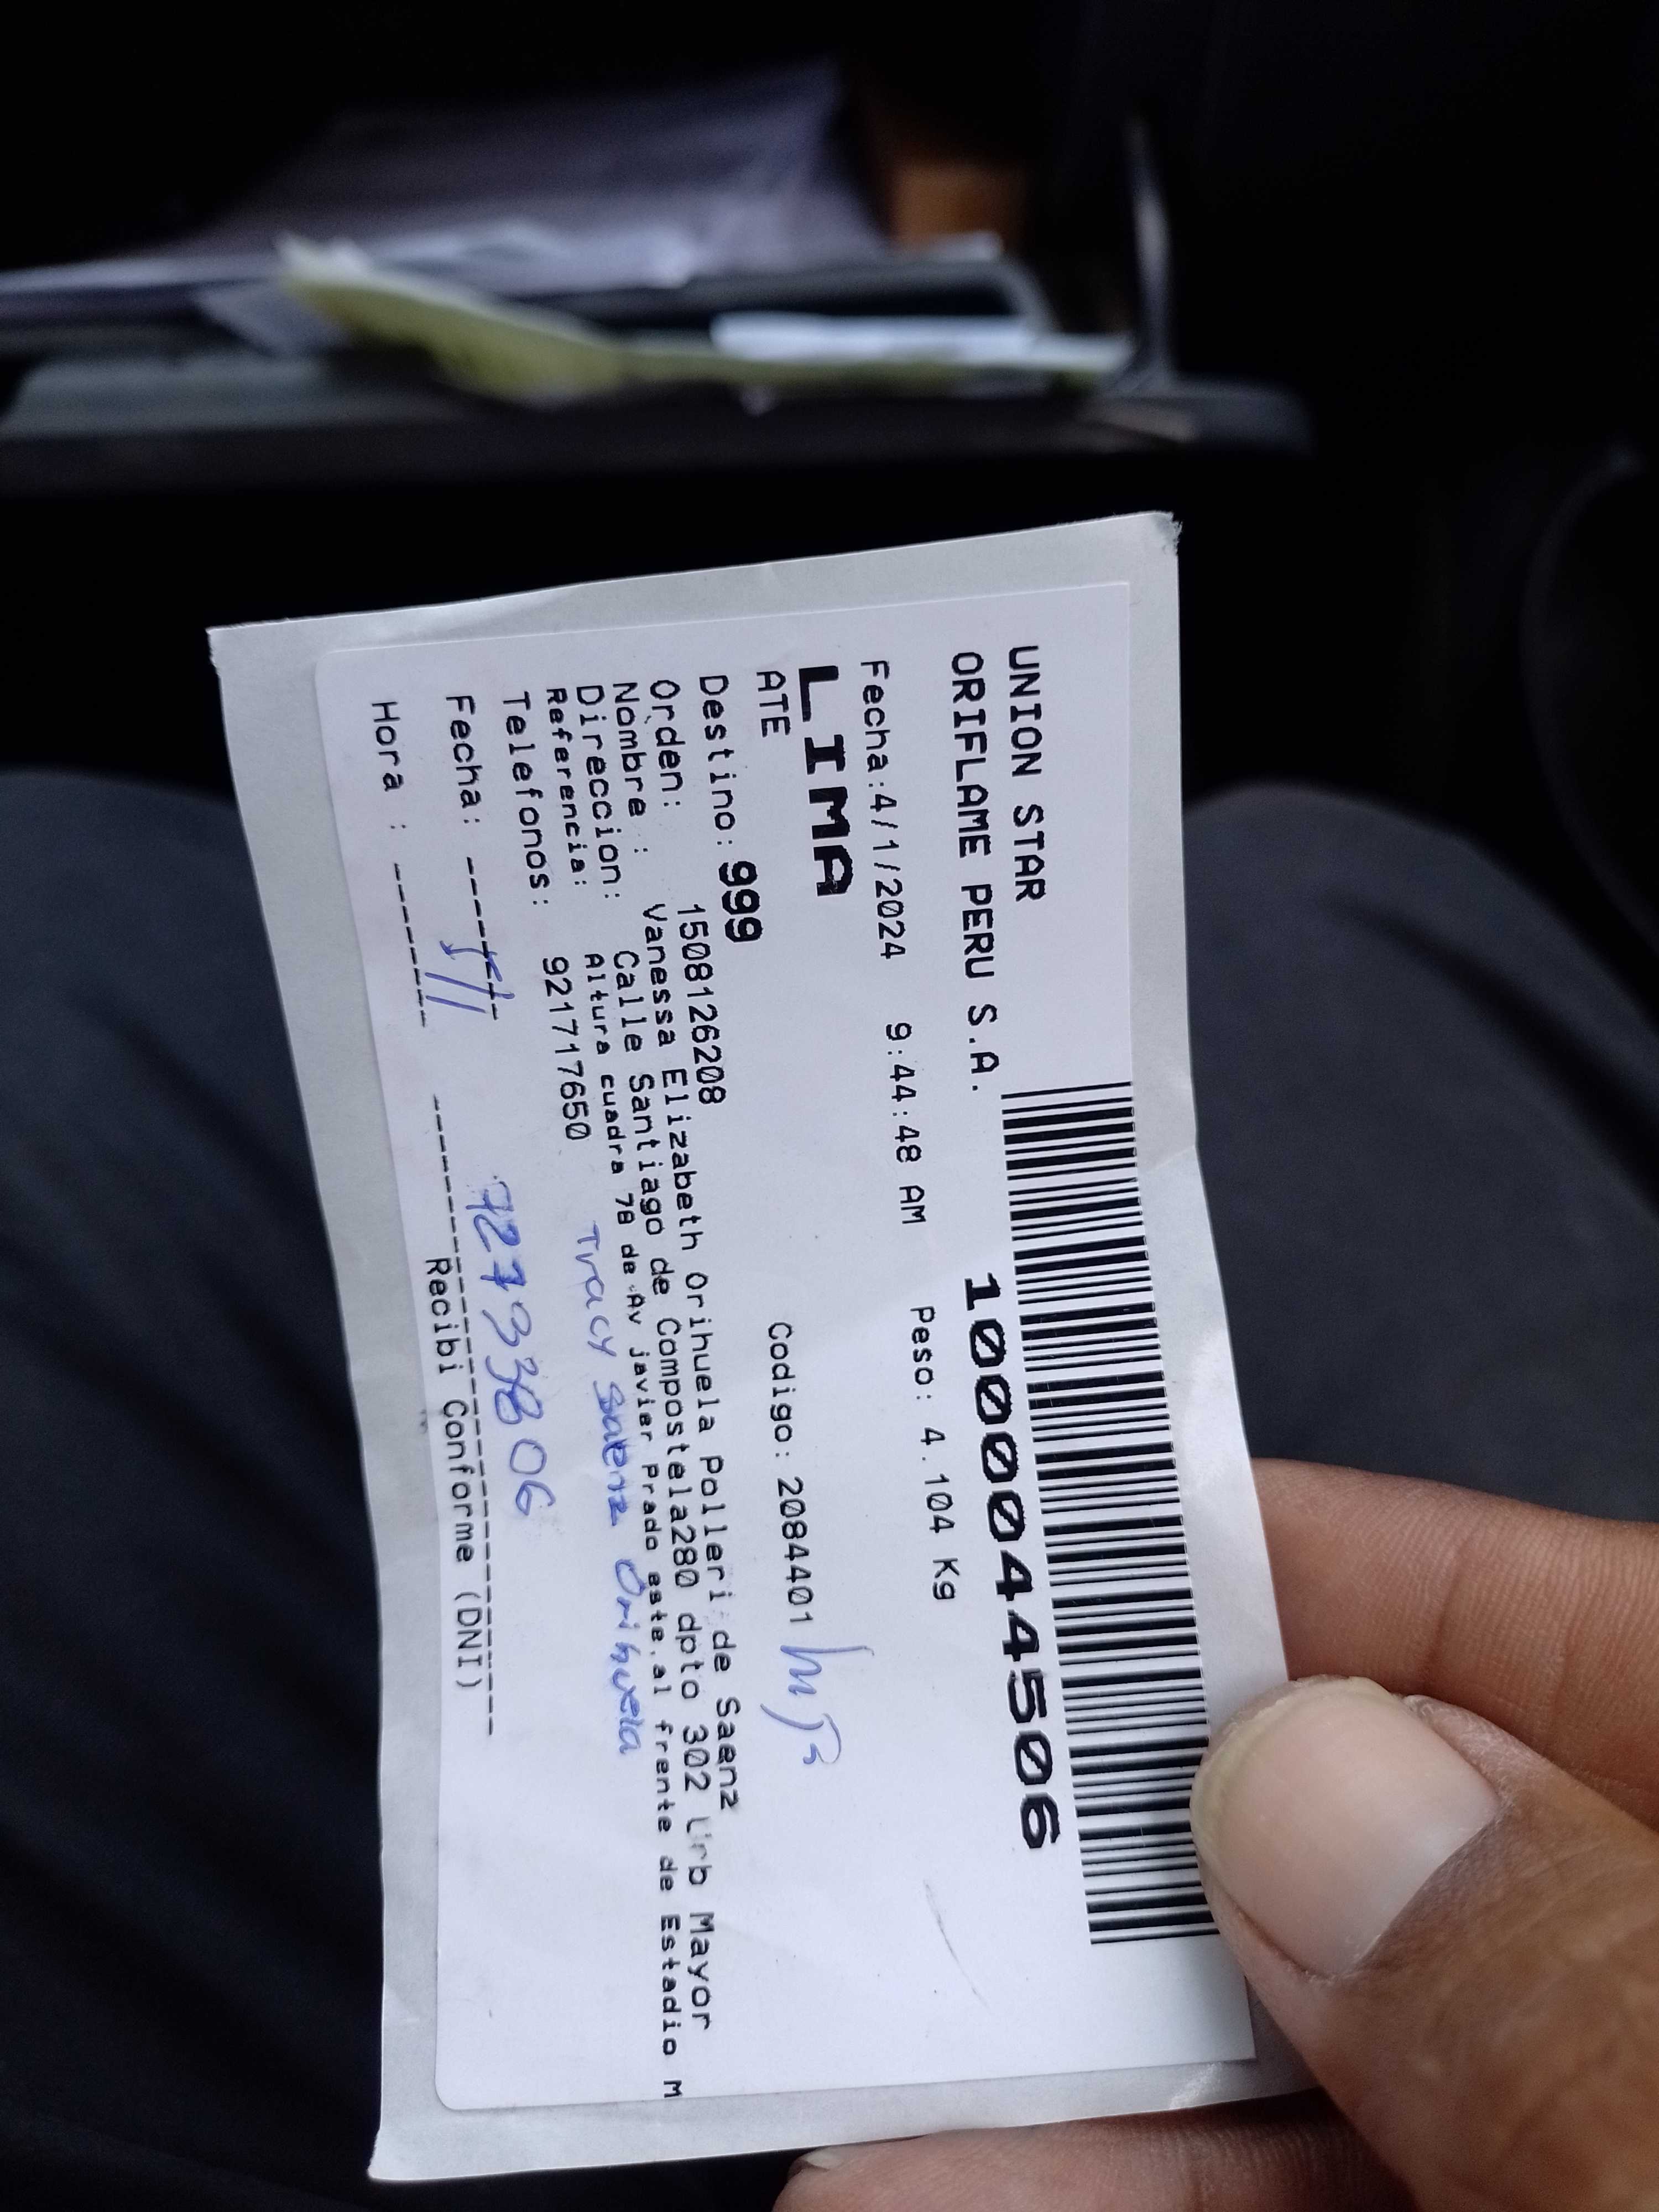 UNION STAR
ORIFLAME PERU S.A.
1000044506
Fecha:4/1/2024 9:44:48 AM Peso: 4.104 Kg
LIMA
ATE Codigo: 2084401
Destino: 999
Orden: 1508126208
Nombre : Vanessa Elizabeth Orihuela Polleri de Saenz
Direccion: Calle Santiago de Compostela280 dpto 302 Urb Mayor
Referencia: Altura cuadra 78 de Av javier Prado este.al frente de Estadio M
Telefonos: 921717650 Tracy Saenz Orihuela
Fecha:
Hora :
Recibi Conforme (DNI)